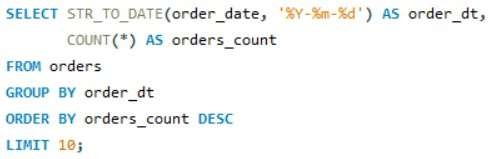 SELECT STR_TO_DATE(order_date, '%Y-%m-%d') AS order_dt,
       COUNT(*) AS orders_count
FROM orders
GROUP BY order_dt
ORDER BY orders_count DESC
LIMIT 10;